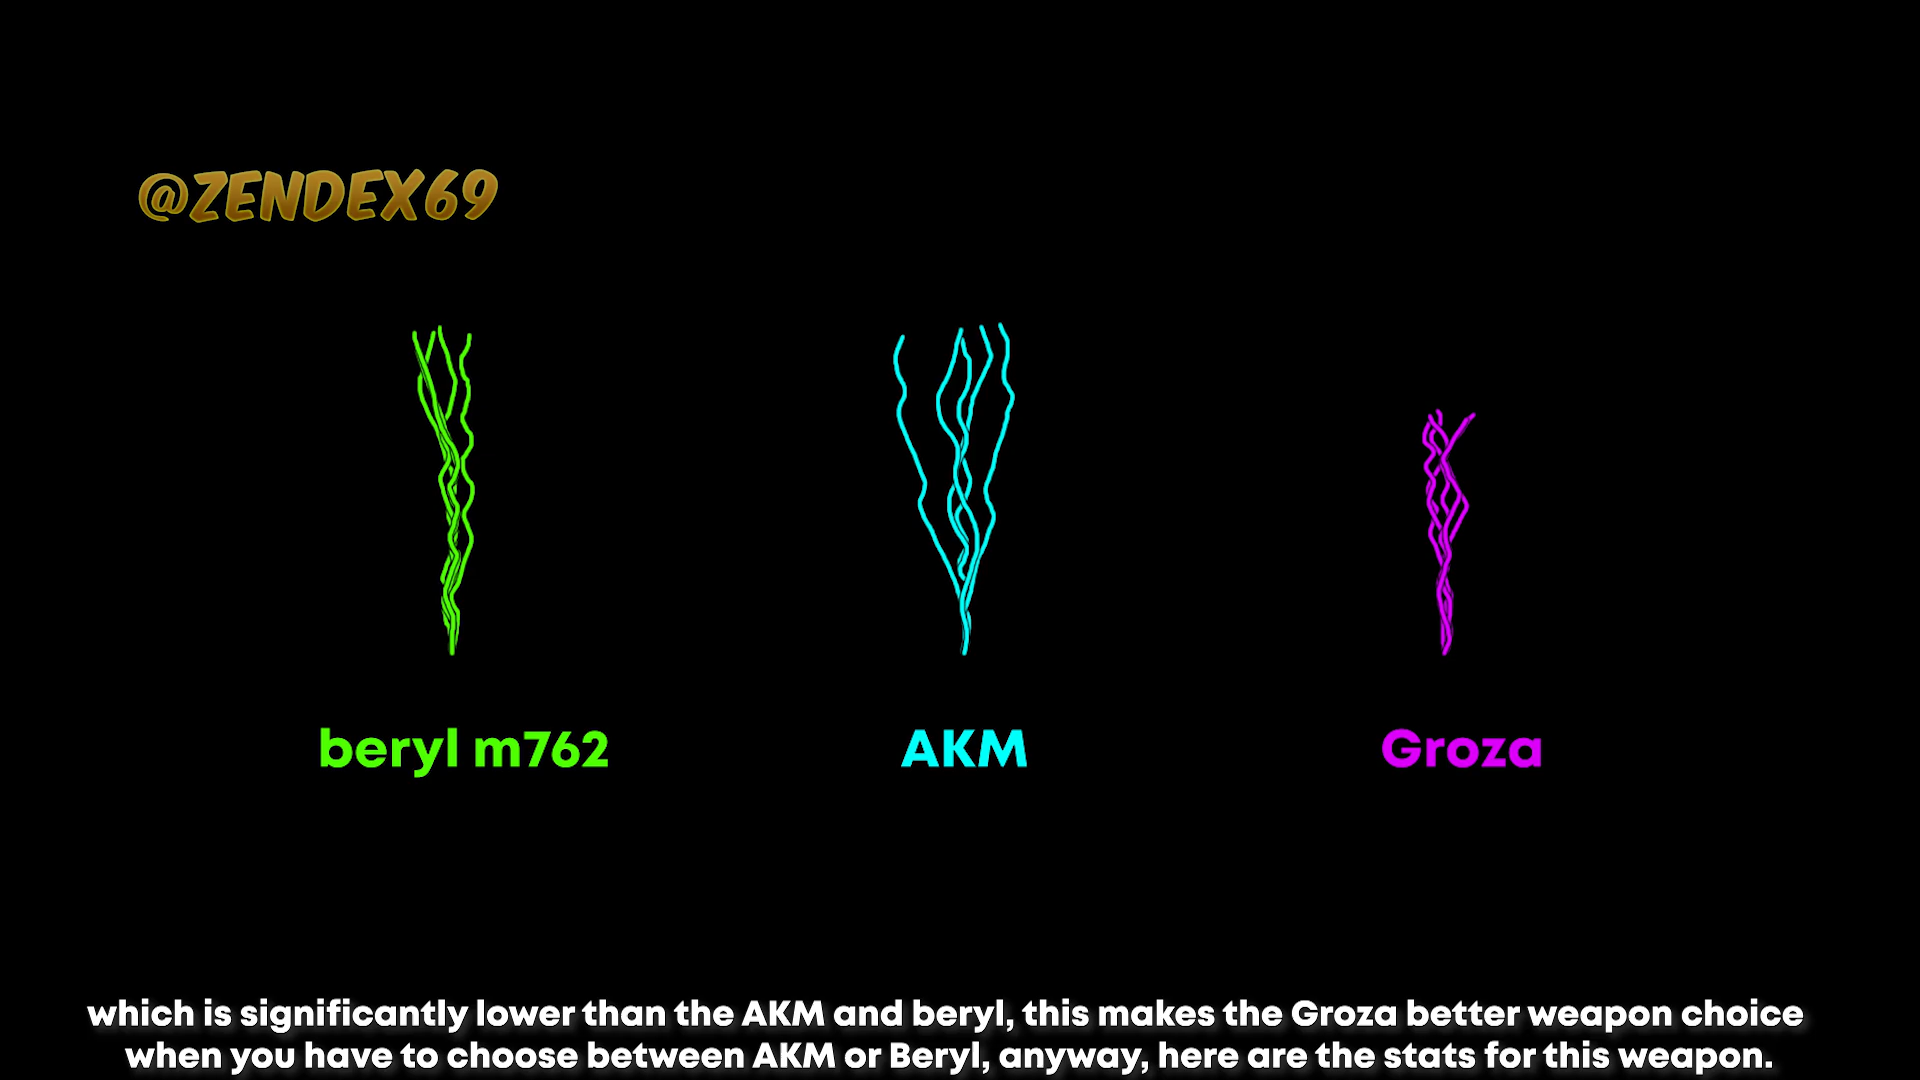 @ZENDEX69
beryl m762
AKM
Groza
which is significantly lower than the AKM and beryl, this makes the Groza better weapon choice
when you have to choose between AKM or Beryl, anyway, here are the stats for this weapon.